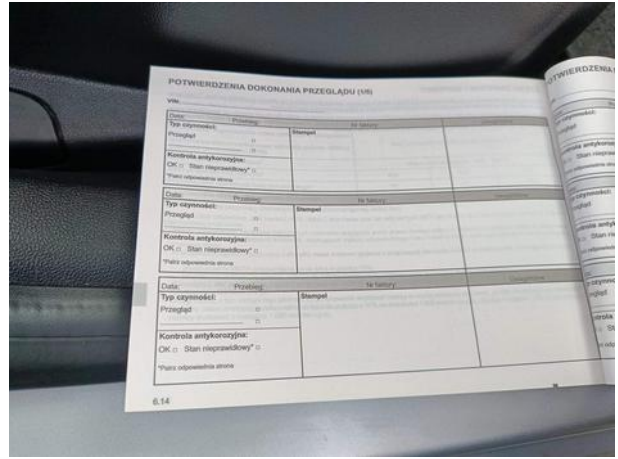 POTWIERDZENIA DOKONANIA PRZEGLĄDU (1/6)
VIN:
Data: Przebieg: Nr faktury:
Typ czynności: Stempel
Przegląd □
□
Kontrola antykorozyjna:
OK □ Stan nieprawidłowy* □
*Patrz odpowiednia strona
Data: Przebieg: Nr faktury:
Typ czynności: Stempel
Przegląd □
□
Kontrola antykorozyjna:
OK □ Stan nieprawidłowy* □
*Patrz odpowiednia strona
Data: Przebieg: Nr faktury:
Typ czynności: Stempel
Przegląd □
□
Kontrola antykorozyjna:
OK □ Stan nieprawidłowy* □
*Patrz odpowiednia strona
6.14